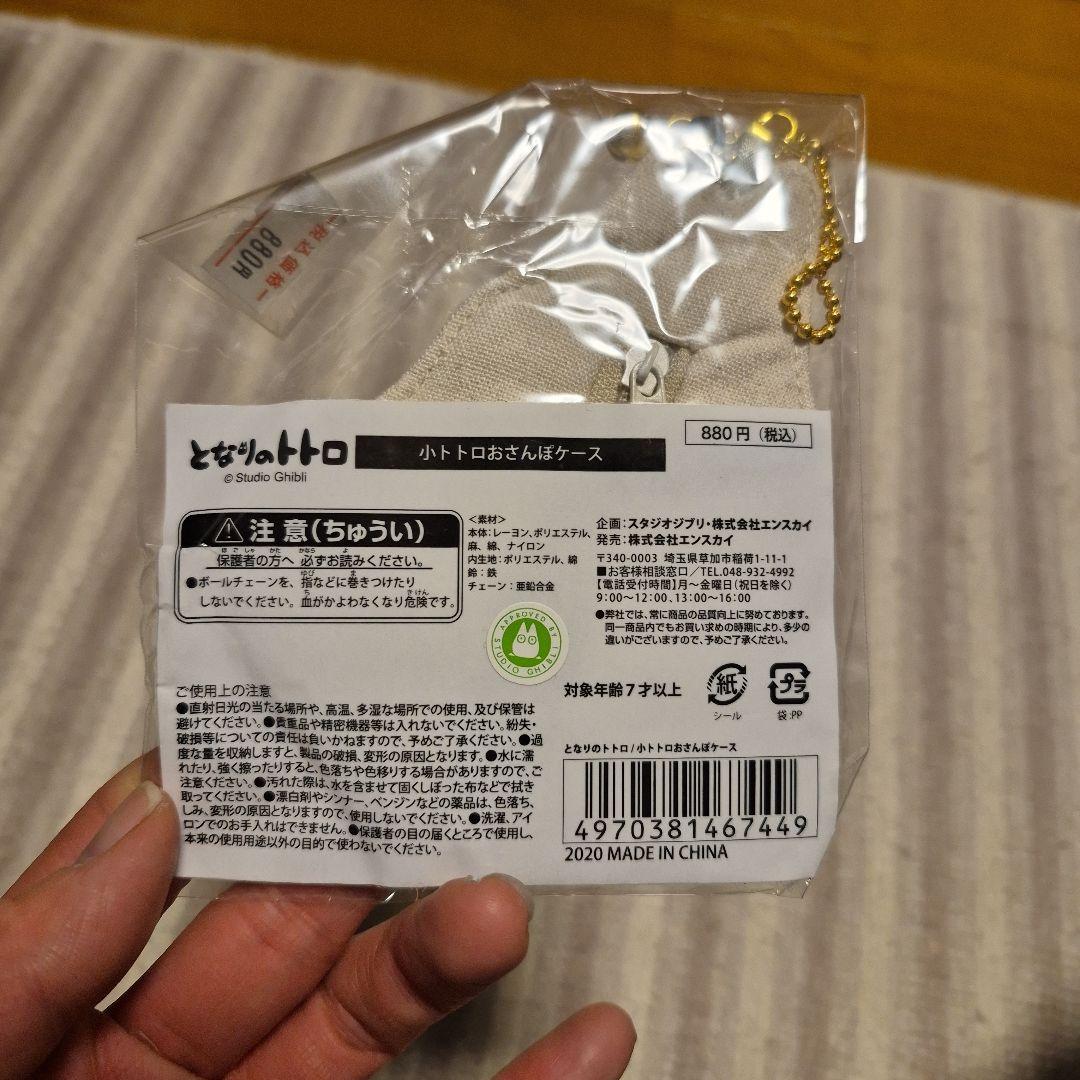 税込価格
880円
となりのトトロ
© Studio Ghibli
小トトロおさんぽケース
880円（税込）
注意(ちゅうい)
保護者の方へ 必ずお読みください。
●ボールチェーンを、指などに巻きつけたり
しないでください。血がかよわなくなり危険です。
＜素材＞
本体：レーヨン、ポリエステル、
麻、綿、ナイロン
内生地：ポリエステル、綿
鈴：鉄
チェーン：亜鉛合金
企画：スタジオジブリ・株式会社エンスカイ
発売：株式会社エンスカイ
〒340-0003 埼玉県草加市稲荷1-11-1
■お客様相談窓口／TEL.048-932-4992
【電話受付時間】月～金曜日(祝日を除く)
9:00～12:00、13:00～16:00
●弊社では、常に商品の品質向上に努めております。
同一商品内でもお買い求めの時期により、多少の
違いがございますので、予めご了承ください。
APPROVED BY
STUDIO GHIBLI
対象年齢7才以上
紙
シール
プラ
袋:PP
ご使用上の注意
●直射日光の当たる場所や、高温、多湿な場所での使用、及び保管は
避けてください。●貴重品や精密機器等は入れないでください。紛失・
破損等についての責任は負いかねますので、予めご了承ください。●過
度な量を収納しますと、製品の破損、変形の原因となります。●水に濡
れたり、強く擦ったりすると、色落ちや色移りする場合がありますので、ご
注意ください。●汚れた際は、水を含ませて固くしぼった布などで拭き
取ってください。●漂白剤やシンナー、ベンジンなどの薬品は、色落ち、
しみ、変形の原因となりますので、使用しないでください。●洗濯、アイ
ロンでのお手入れはできません。●保護者の目の届くところで使用し、
本来の使用用途以外の目的で使わないでください。
となりのトトロ/小トトロおさんぽケース
4970381467449
2020 MADE IN CHINA